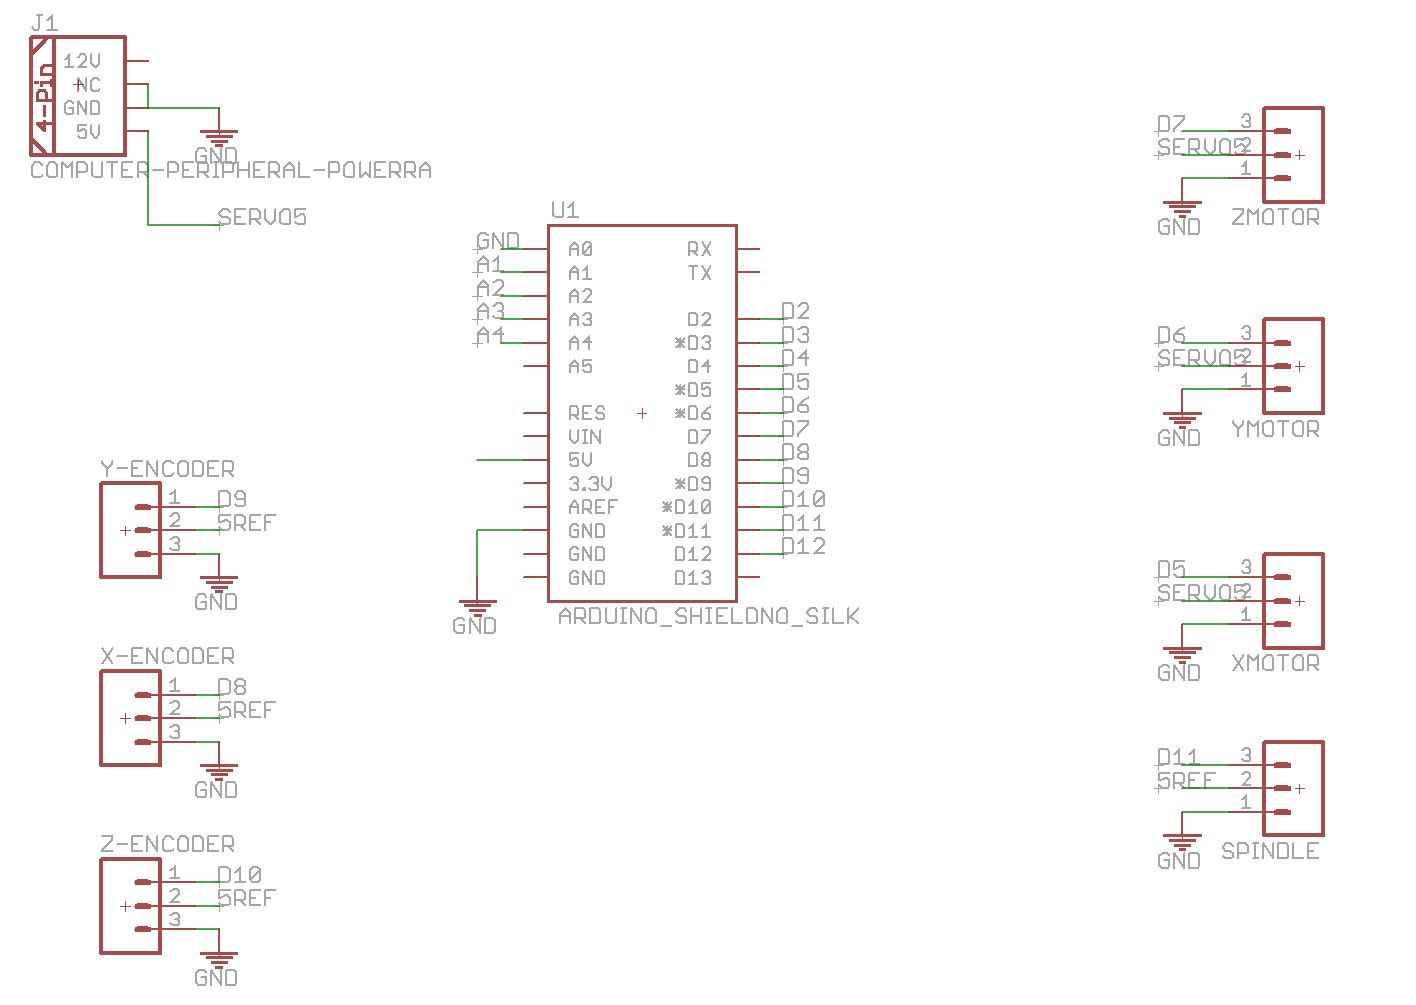 J1
4-Pin
12V
NC
GND
5V
GND
COMPUTER-PERIPHERAL-POWERRA
SERVO5
U1
GND
A1
A2
A3
A4
A0
A1
A2
A3
A4
A5
RES
VIN
5V
3.3V
AREF
GND
GND
GND
RX
TX
D2
*D3
D4
*D5
*D6
D7
D8
*D9
*D10
*D11
D12
D13
D2
D3
D4
D5
D6
D7
D8
D9
D10
D11
D12
GND
ARDUINO_SHIELDNO_SILK
Y-ENCODER
1 D9
2 5REF
3
GND
X-ENCODER
1 D8
2 5REF
3
GND
Z-ENCODER
1 D10
2 5REF
3
GND
D7 3
SERVO5 2
1
GND
ZMOTOR
D6 3
SERVO5 2
1
GND
YMOTOR
D5 3
SERVO5 2
1
GND
XMOTOR
D11 3
5REF 2
1
GND
SPINDLE